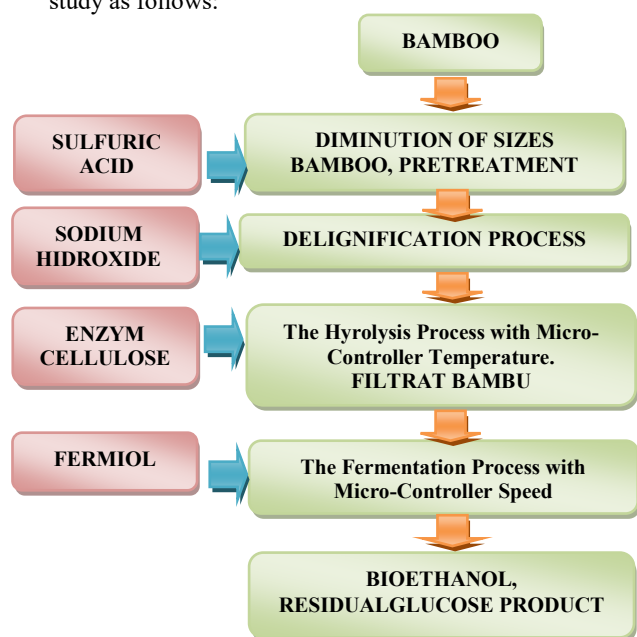 study as follows:
BAMBOO
SULFURIC
ACID
DIMINUTION OF SIZES
BAMBOO, PRETREATMENT
SODIUM
HIDROXIDE
DELIGNIFICATION PROCESS
ENZYM
CELLULOSE
The Hyrolysis Process with Micro-
Controller Temperature.
FILTRAT BAMBU
FERMIOL
The Fermentation Process with
Micro-Controller Speed
BIOETHANOL,
RESIDUALGLUCOSE PRODUCT